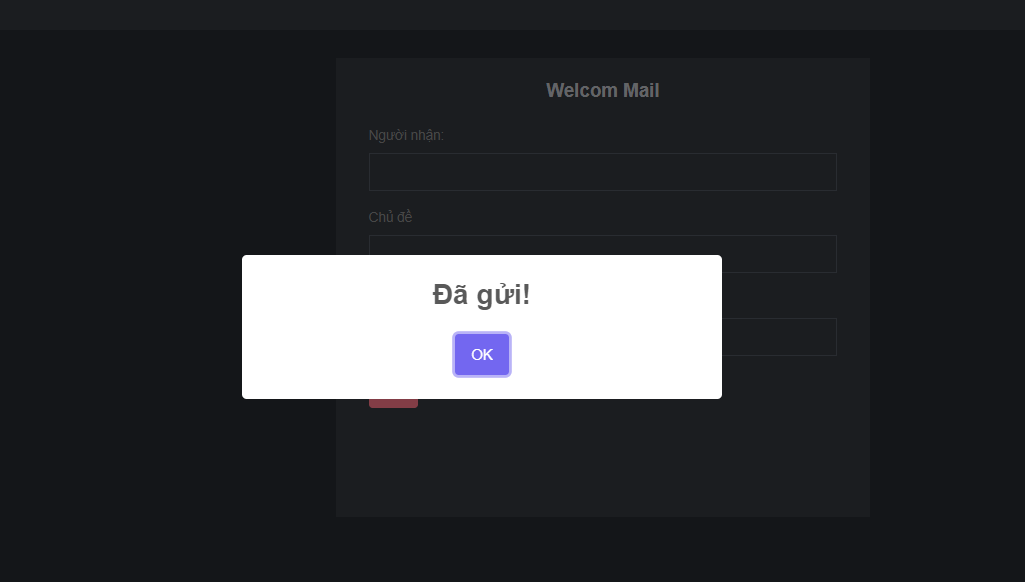 Welcom Mail
Người nhận:
Chủ đề
Đã gửi!
OK